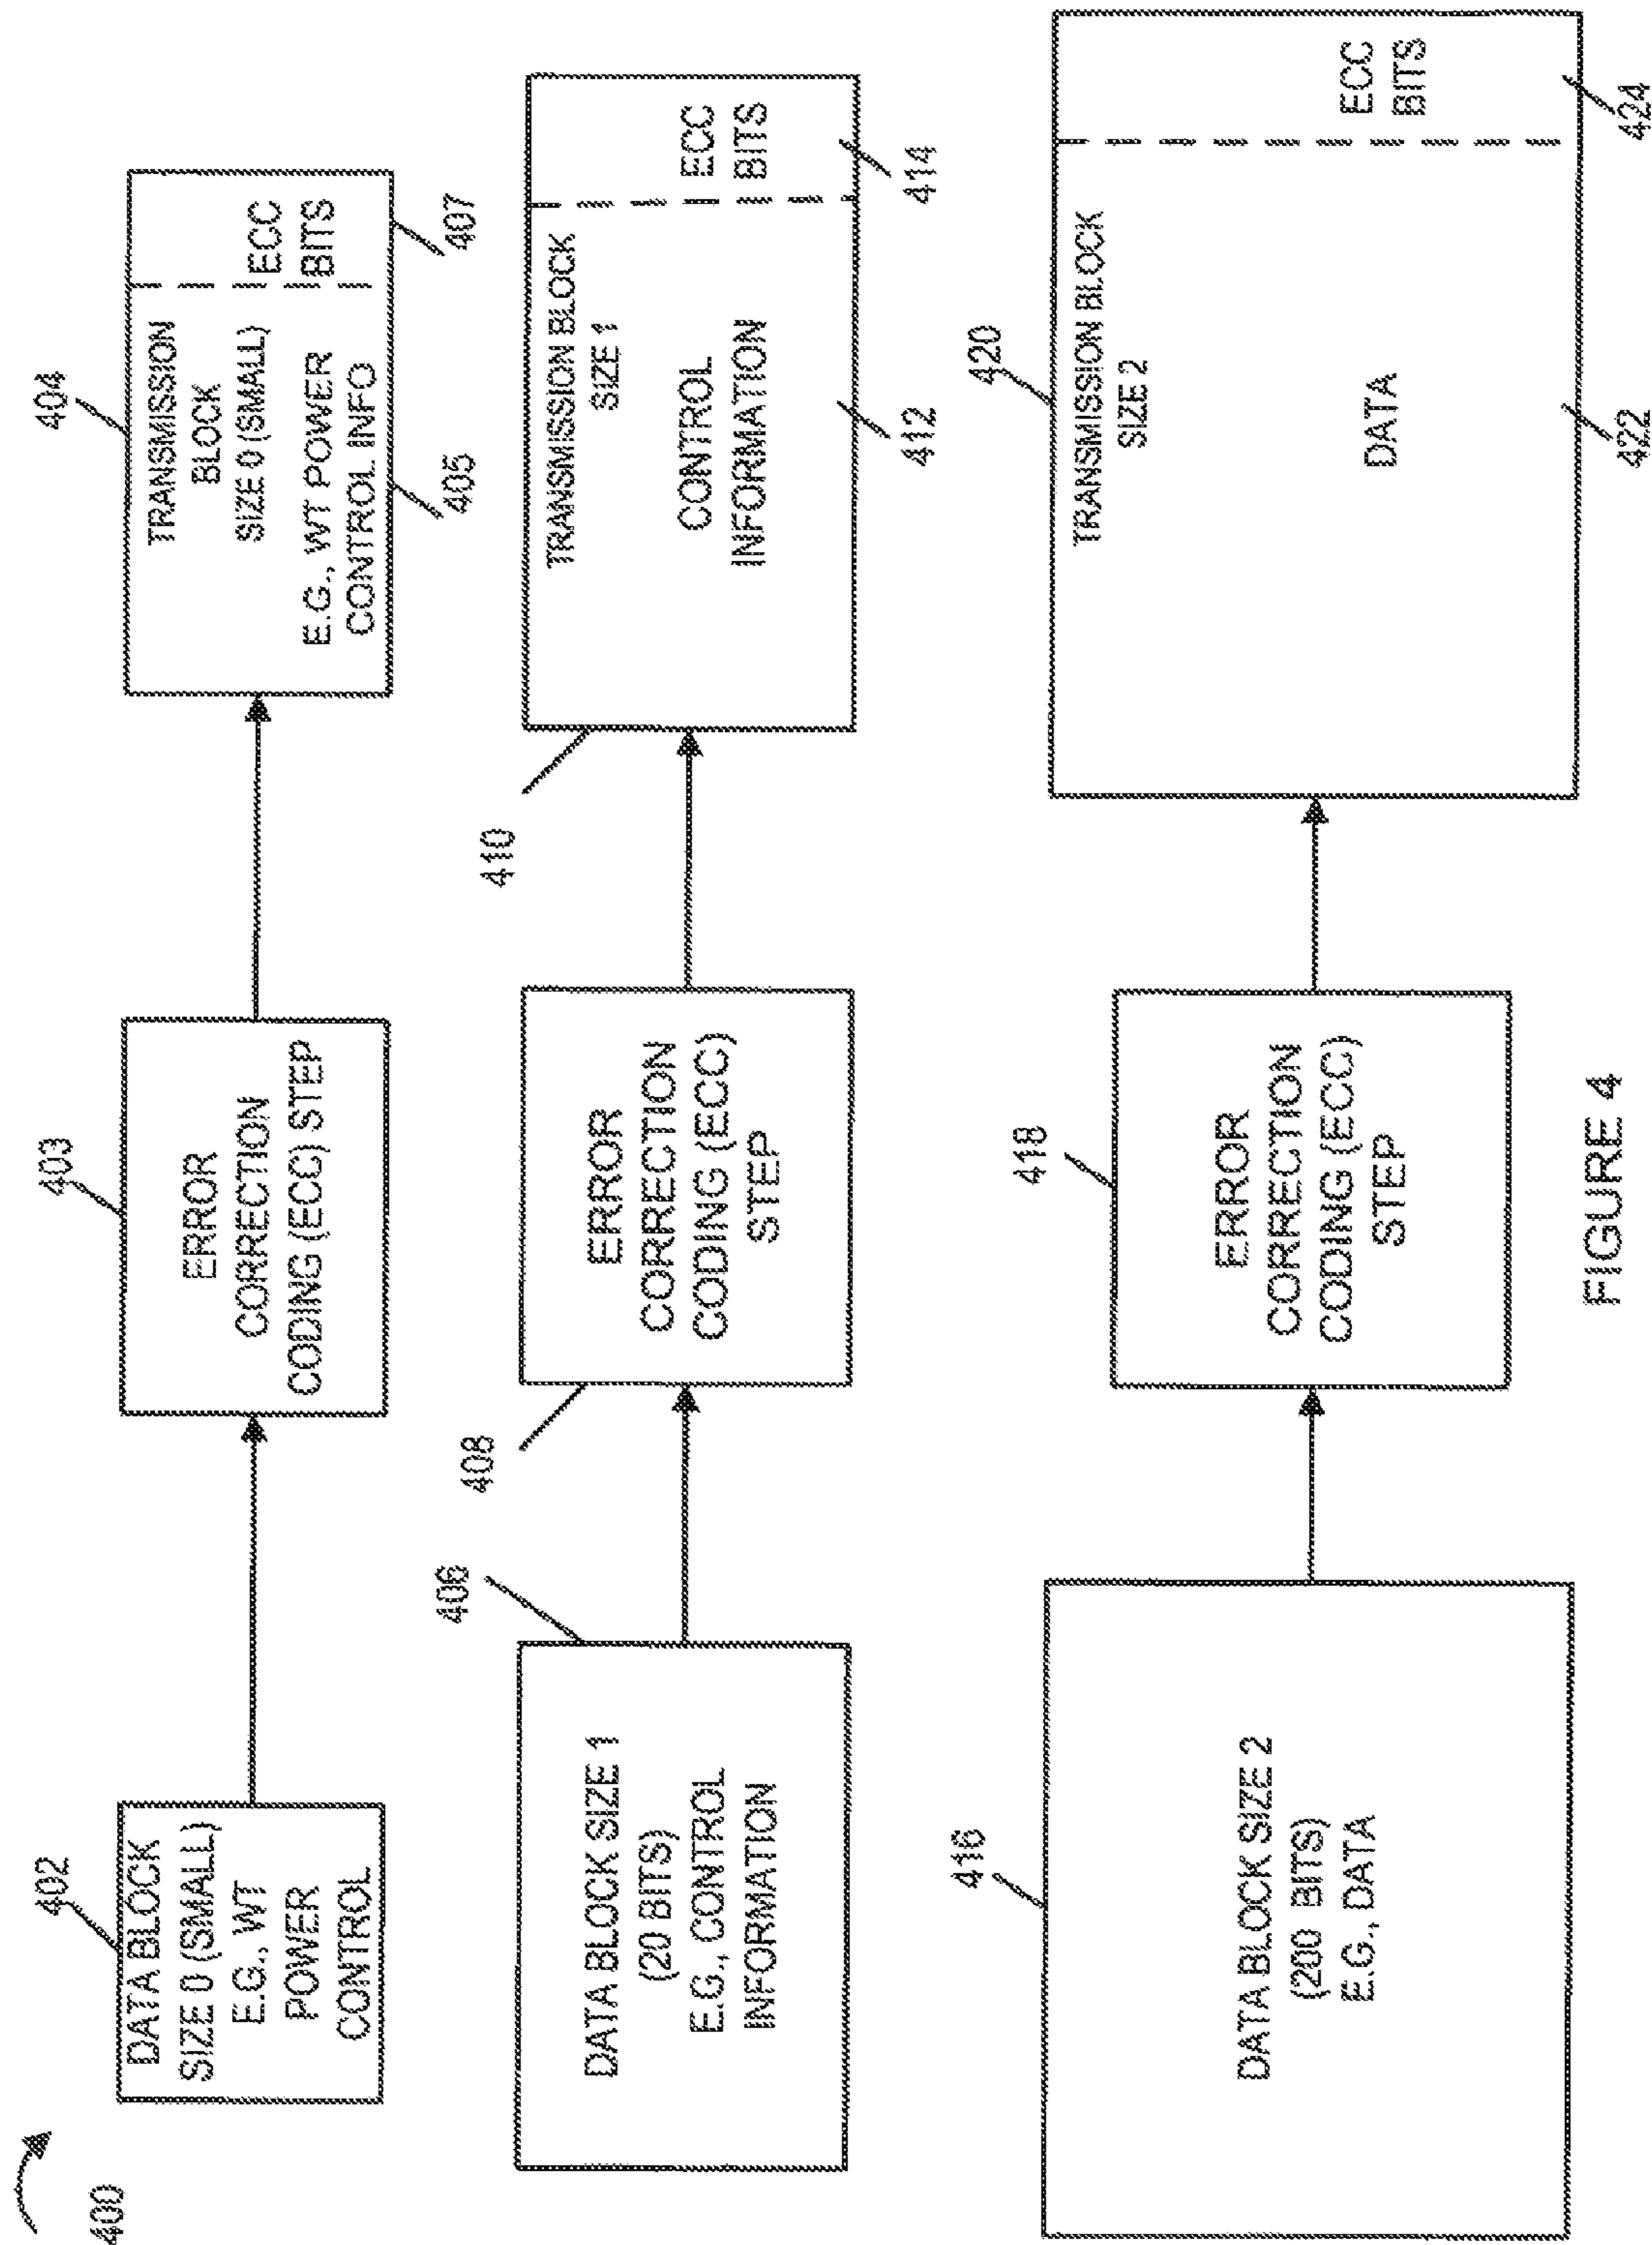 400
402
DATA BLOCK
SIZE 0 (SMALL)
E.G., WT
POWER
CONTROL
403
ERROR
CORRECTION
CODING (ECC) STEP
404
TRANSMISSION
BLOCK
SIZE 0 (SMALL)
E.G., WT POWER
CONTROL INFO
405
ECC
BITS
407
406
DATA BLOCK SIZE 1
(20 BITS)
E.G., CONTROL
INFORMATION
408
ERROR
CORRECTION
CODING (ECC)
STEP
410
TRANSMISSION BLOCK
SIZE 1
CONTROL
INFORMATION
412
ECC
BITS
414
416
DATA BLOCK SIZE 2
(200 BITS)
E.G., DATA
418
ERROR
CORRECTION
CODING (ECC)
STEP
420
TRANSMISSION BLOCK
SIZE 2
DATA
422
ECC
BITS
424
FIGURE 4